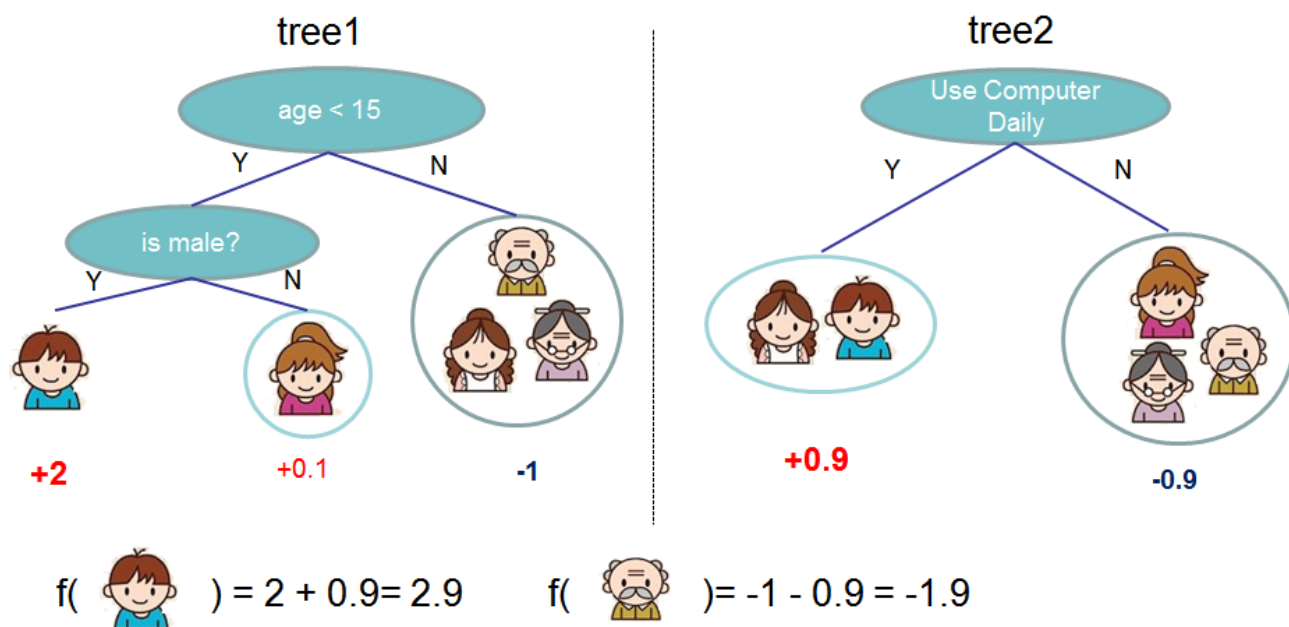 tree1
tree2
age < 15
Use Computer
Daily
Y
N
Y
N
is male?
Y
N
+2
+0.1
-1
+0.9
-0.9
f( ) = 2 + 0.9= 2.9
f( )= -1 - 0.9 = -1.9